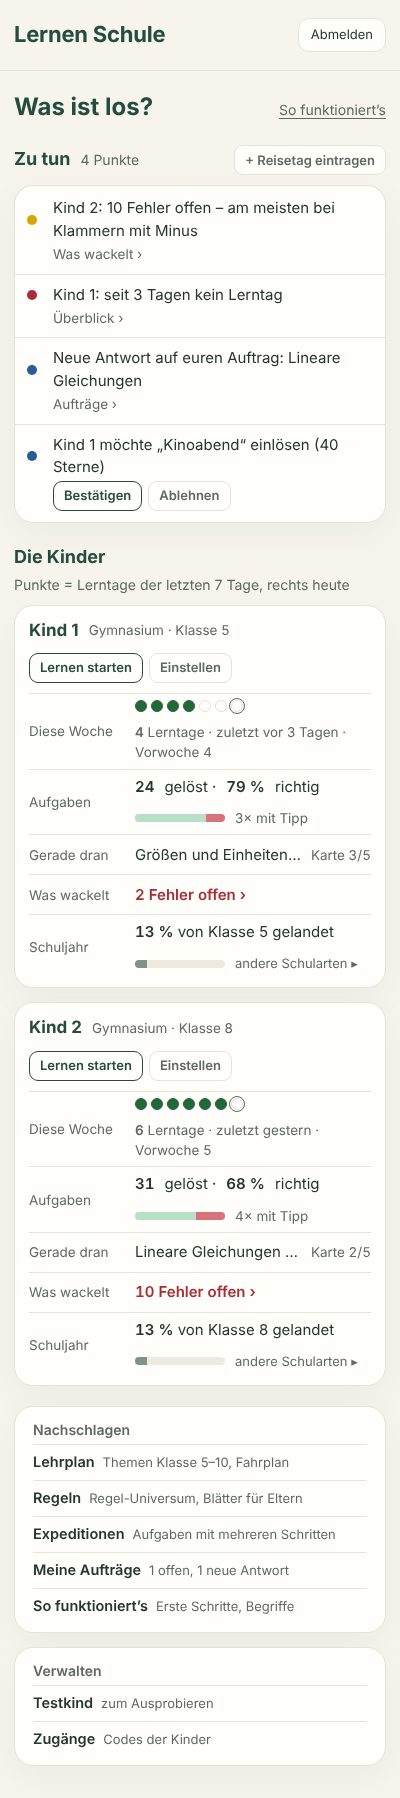 Lernen Schule
Abmelden
Was ist los?
So funktioniert’s
Zu tun 4 Punkte
+ Reisetag eintragen
Kind 2: 10 Fehler offen – am meisten bei
Klammern mit Minus
Was wackelt ›
Kind 1: seit 3 Tagen kein Lerntag
Überblick ›
Neue Antwort auf euren Auftrag: Lineare
Gleichungen
Aufträge ›
Kind 1 möchte „Kinoabend“ einlösen (40
Sterne)
Bestätigen
Ablehnen
Die Kinder
Punkte = Lerntage der letzten 7 Tage, rechts heute
Kind 1 Gymnasium · Klasse 5
Lernen starten
Einstellen
Diese Woche
4 Lerntage · zuletzt vor 3 Tagen ·
Vorwoche 4
Aufgaben
24 gelöst · 79 % richtig
3× mit Tipp
Gerade dran Größen und Einheiten… Karte 3/5
Was wackelt 2 Fehler offen ›
Schuljahr
13 % von Klasse 5 gelandet
andere Schularten ▸
Kind 2 Gymnasium · Klasse 8
Lernen starten
Einstellen
Diese Woche
6 Lerntage · zuletzt gestern ·
Vorwoche 5
Aufgaben
31 gelöst · 68 % richtig
4× mit Tipp
Gerade dran Lineare Gleichungen … Karte 2/5
Was wackelt 10 Fehler offen ›
Schuljahr
13 % von Klasse 8 gelandet
andere Schularten ▸
Nachschlagen
Lehrplan Themen Klasse 5–10, Fahrplan
Regeln Regel-Universum, Blätter für Eltern
Expeditionen Aufgaben mit mehreren Schritten
Meine Aufträge 1 offen, 1 neue Antwort
So funktioniert’s Erste Schritte, Begriffe
Verwalten
Testkind zum Ausprobieren
Zugänge Codes der Kinder